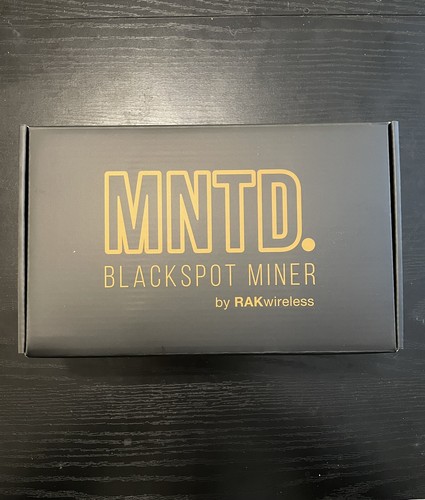 MNTD.
BLACKSPOT MINER
by RAKwireless